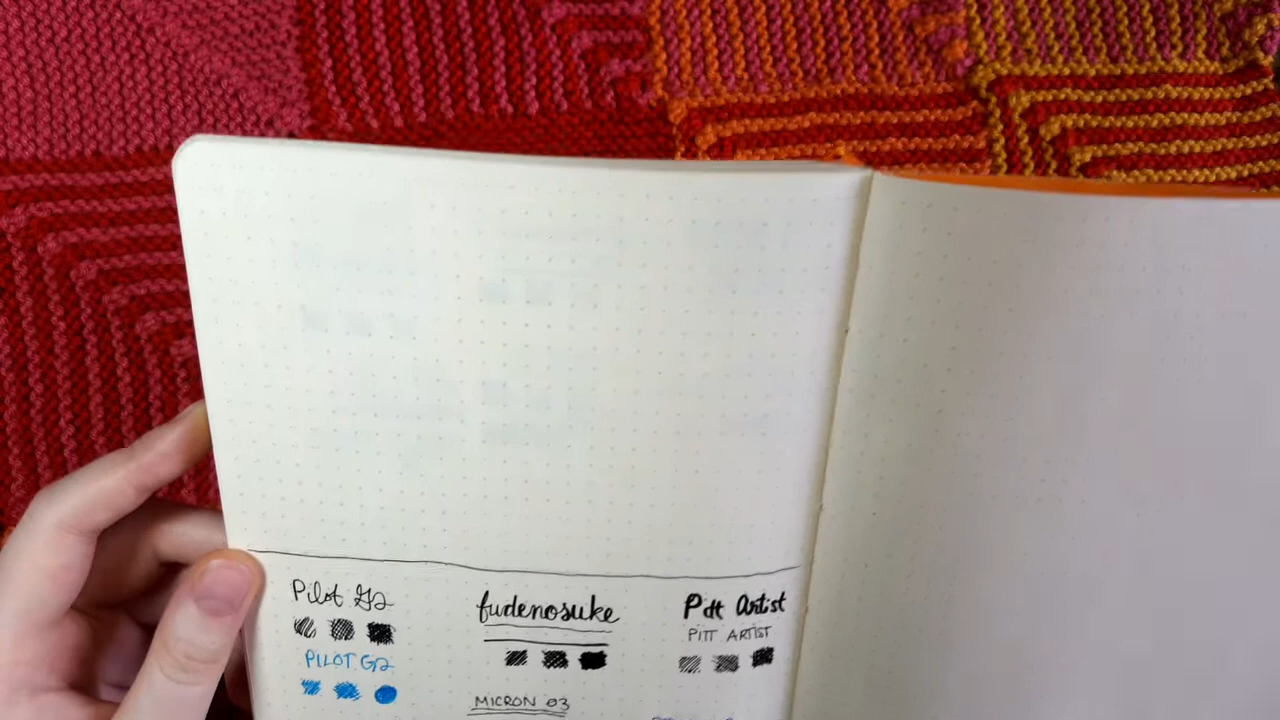 Pilot G2
PILOT G2
fudenosuke
MICRON 03
Pitt Artist
PITT ARTIST